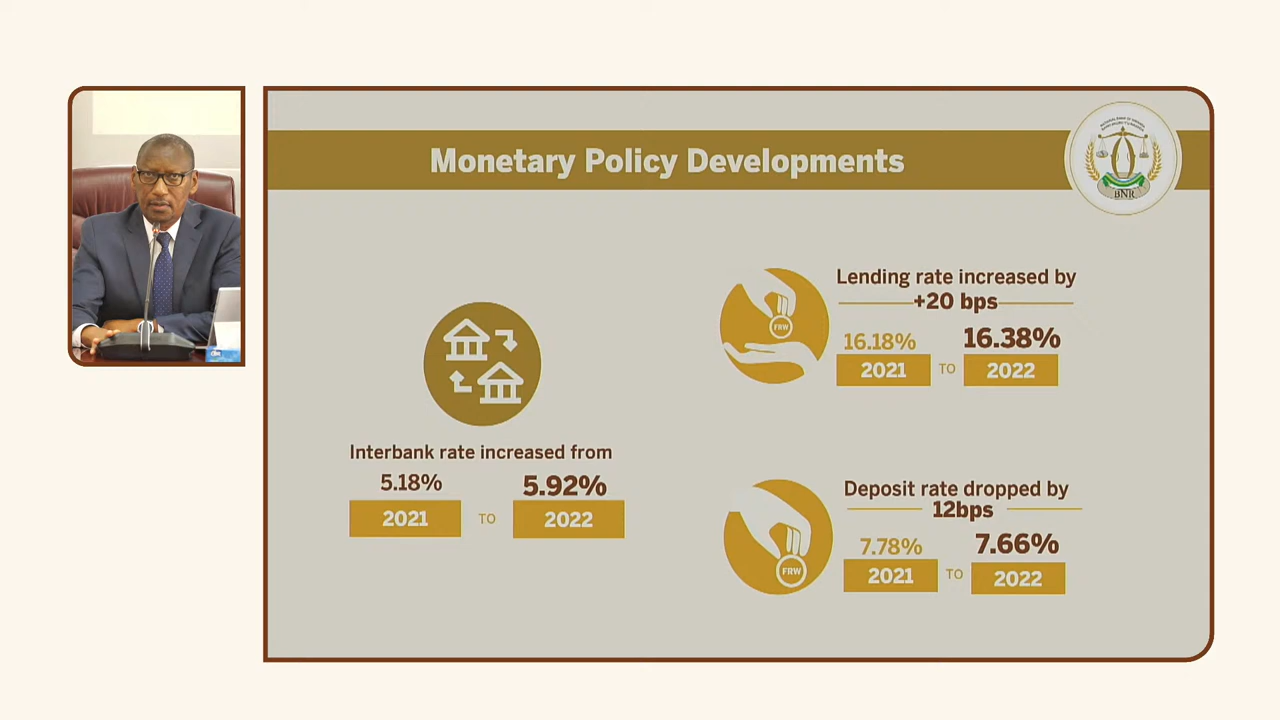 Monetary Policy Developments
BNR
Interbank rate increased from
5.18% 5.92%
2021 TO 2022
Lending rate increased by
+20 bps
FRW
16.18% 16.38%
2021 TO 2022
Deposit rate dropped by
12bps
7.78% 7.66%
FRW
2021 TO 2022